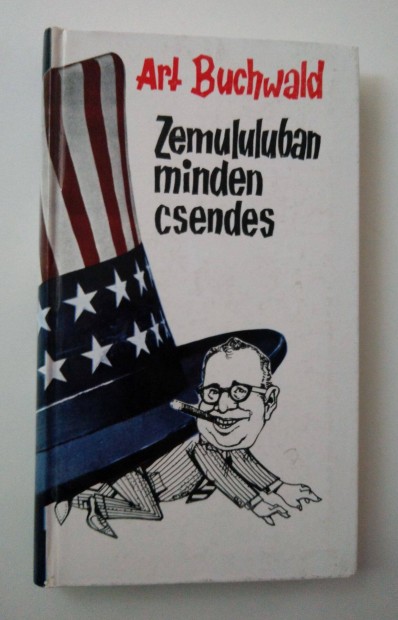 Art Buchwald
Zemululuban
minden
csendes